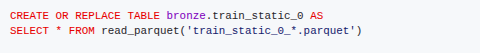 CREATE OR REPLACE TABLE bronze.train_static_0 AS
SELECT * FROM read_parquet('train_static_0_*.parquet')